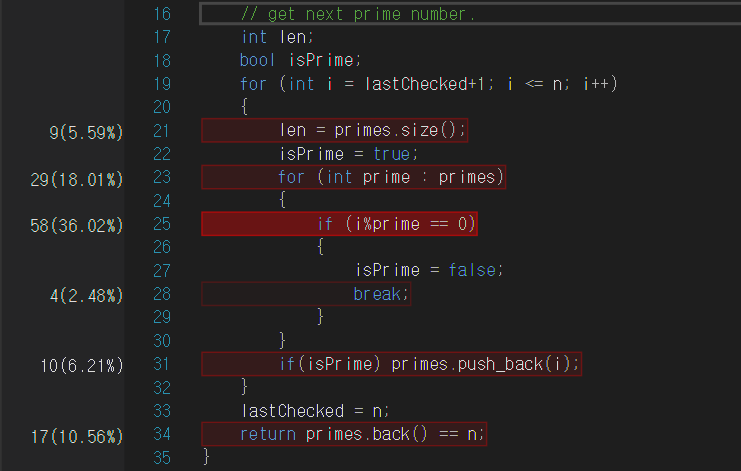 16 // get next prime number.
17 int len;
18 bool isPrime;
19 for (int i = lastChecked+1; i <= n; i++)
20 {
9(5.59%) 21 len = primes.size();
22 isPrime = true;
29(18.01%) 23 for (int prime : primes)
24 {
58(36.02%) 25 if (i%prime == 0)
26 {
27 isPrime = false;
4(2.48%) 28 break;
29 }
30 }
10(6.21%) 31 if(isPrime) primes.push_back(i);
32 }
33 lastChecked = n;
17(10.56%) 34 return primes.back() == n;
35 }